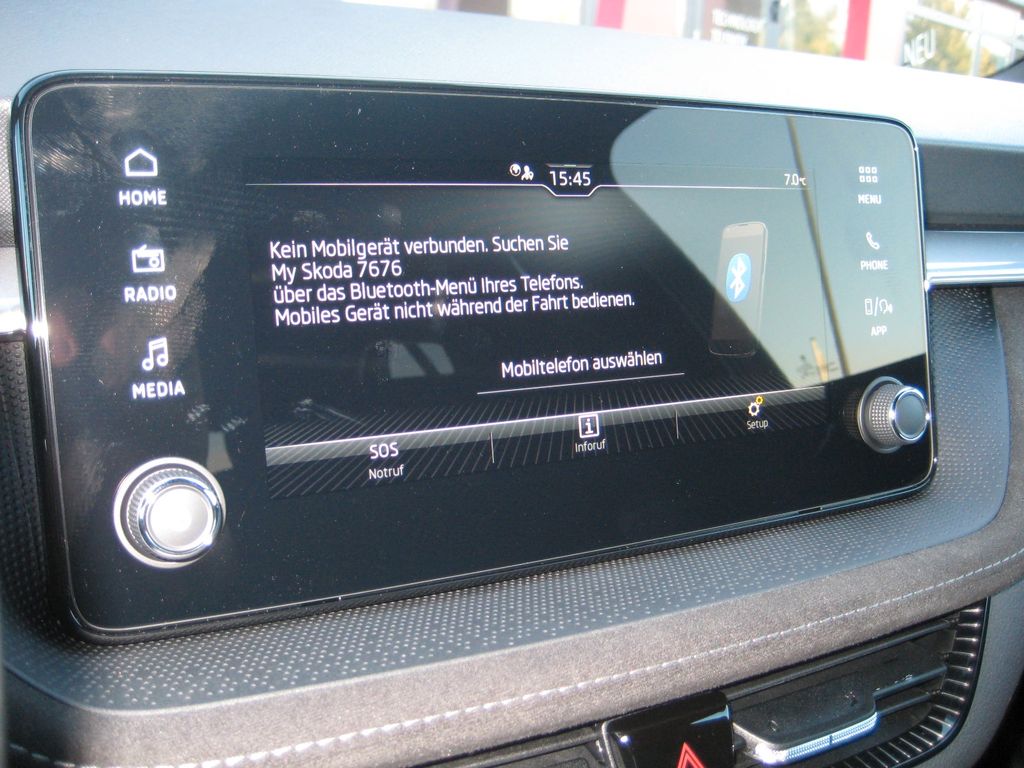 NEU
HOME
RADIO
MEDIA
15:45
7.0°C
Kein Mobilgerät verbunden. Suchen Sie
My Skoda 7676
über das Bluetooth-Menü Ihres Telefons.
Mobiles Gerät nicht während der Fahrt bedienen.
Mobiltelefon auswählen
SOS
Notruf
i
Inforuf
Setup
MENU
PHONE
APP